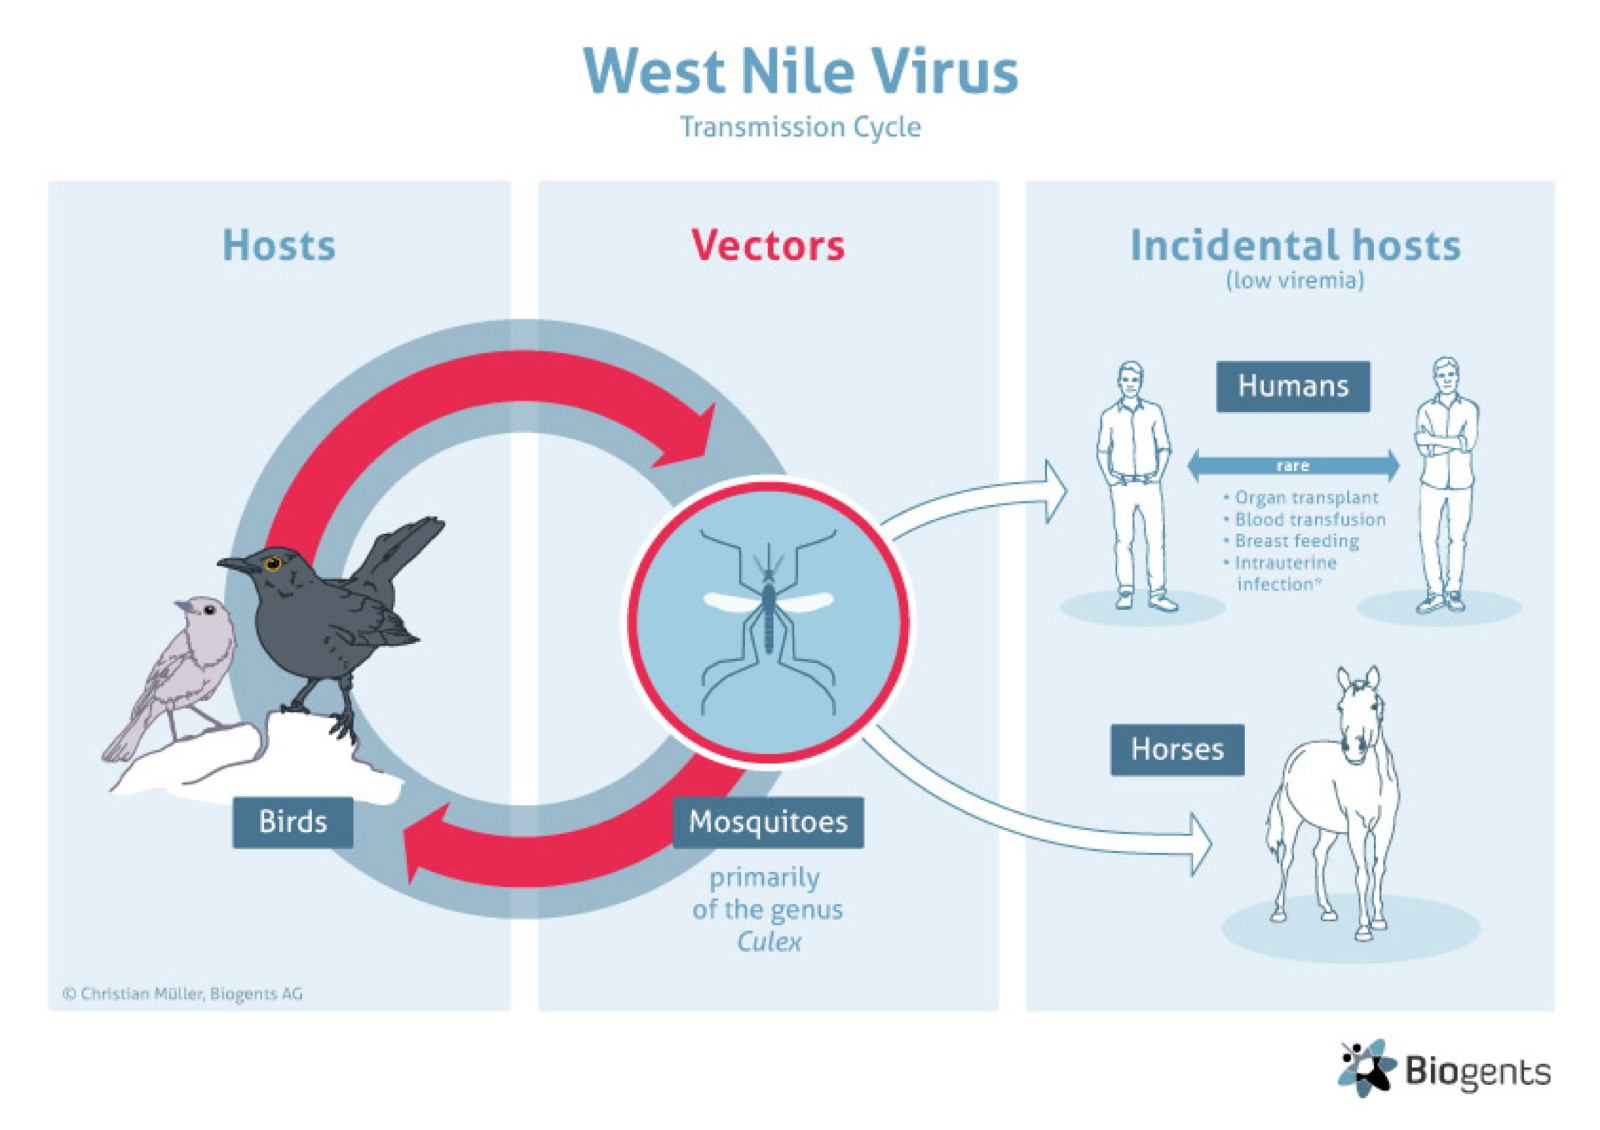 West Nile Virus
Transmission Cycle
Hosts
Vectors
Incidental hosts
(low viremia)
Humans
rare
• Organ transplant
• Blood transfusion
• Breast feeding
• Intrauterine
infection*
Horses
Birds
Mosquitoes
primarily
of the genus
Culex
© Christian Müller, Biogents AG
Biogents